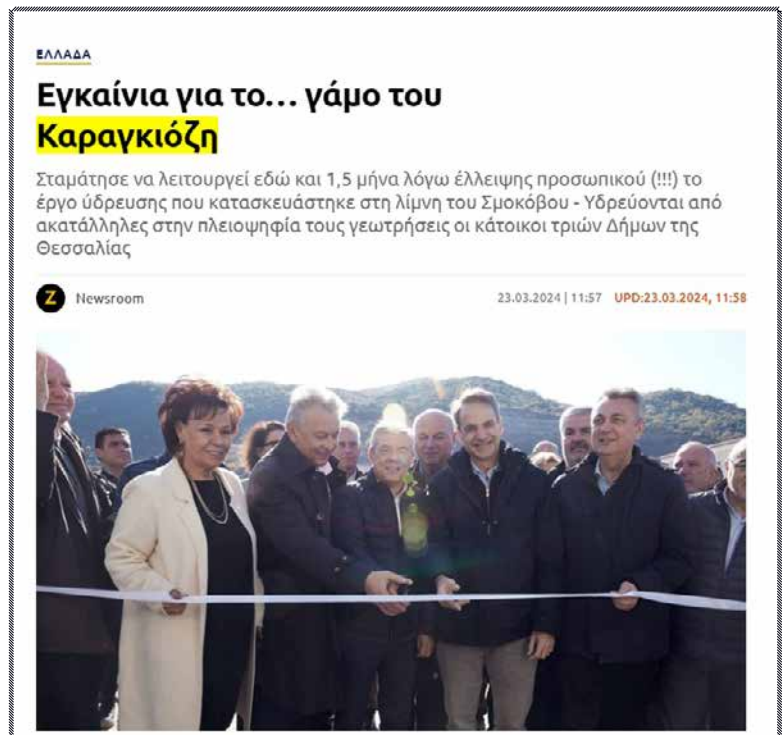 ΕΛΛΑΔΑ
Εγκαίνια για το... γάμο του
Καραγκιόζη
Σταμάτησε να λειτουργεί εδώ και 1,5 μήνα λόγω έλλειψης προσωπικού (!!!) το
έργο ύδρευσης που κατασκευάστηκε στη λίμνη του Σμοκόβου - Υδρεύονται από
ακατάλληλες στην πλειοψηφία τους γεωτρήσεις οι κάτοικοι τριών Δήμων της
Θεσσαλίας
Z Newsroom 23.03.2024 | 11:57 UPD:23.03.2024, 11:58